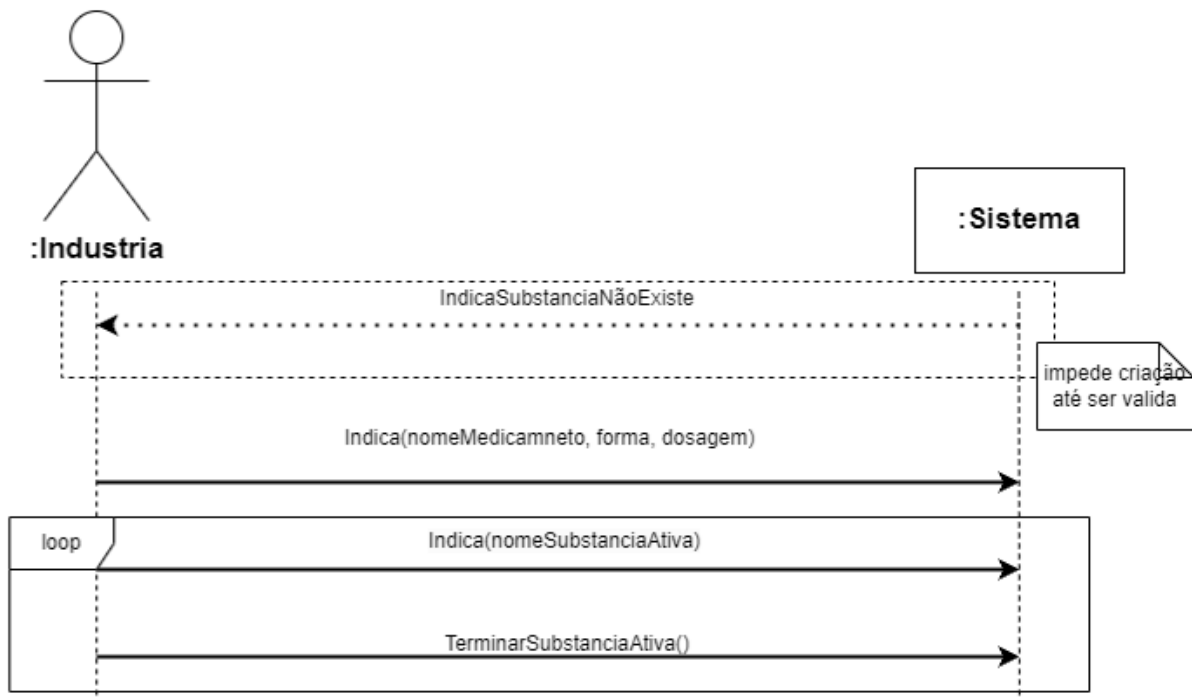 :Industria
:Sistema
IndicaSubstanciaNãoExiste
impede criação
até ser valida
Indica(nomeMedicamneto, forma, dosagem)
loop
Indica(nomeSubstanciaAtiva)
TerminarSubstanciaAtiva()